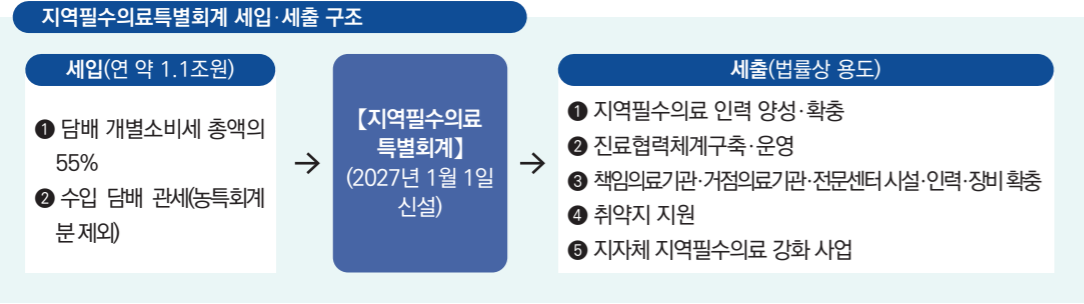 지역필수의료특별회계 세입·세출 구조
세입(연 약 1.1조원)
❶ 담배 개별소비세 총액의
55%
❷ 수입 담배 관세(농특회계
분 제외)
→
【지역필수의료
특별회계】
(2027년 1월 1일
신설)
→
세출(법률상 용도)
❶ 지역필수의료 인력 양성·확충
❷ 진료협력체계구축·운영
❸ 책임의료기관·거점의료기관·전문센터 시설·인력·장비 확충
❹ 취약지 지원
❺ 지자체 지역필수의료 강화 사업